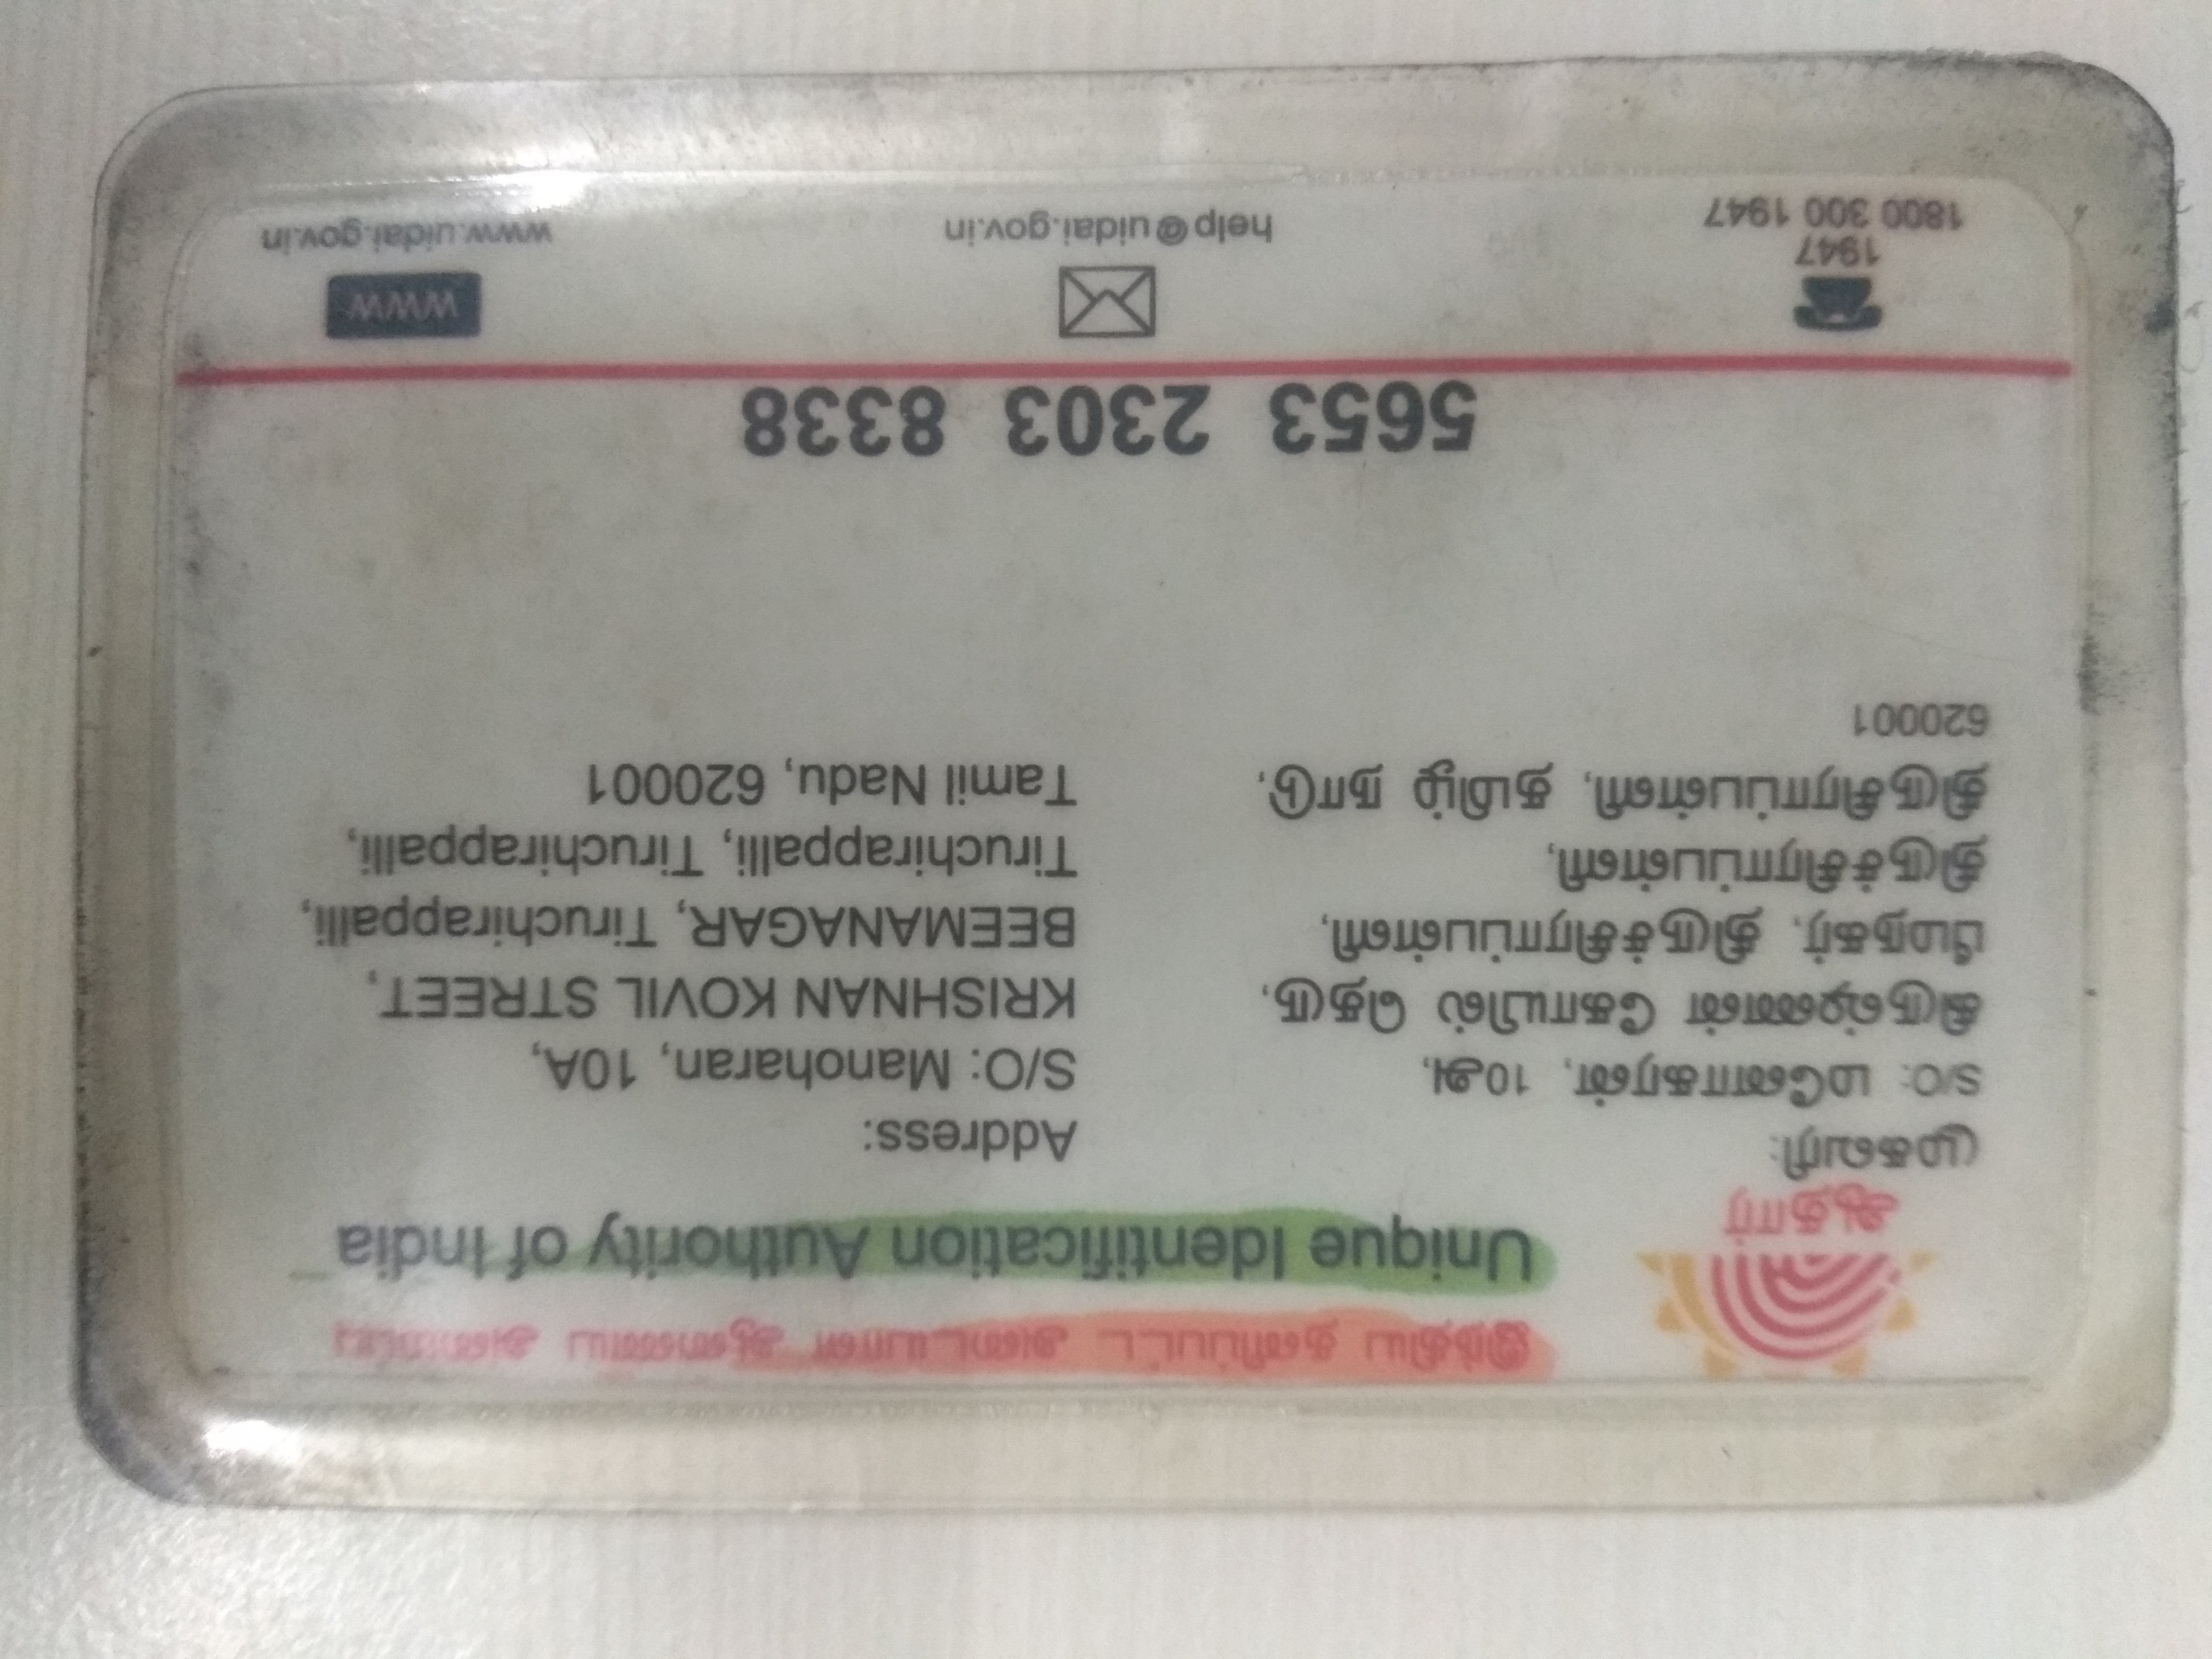 இந்திய தனிப்பட்ட அடையாள ஆணைய அமைப்பு
Unique Identification Authority of India
ஆதார்
முகவரி:
S/O: மனோகரன், 10அ,
கிருஷ்ணன் கோயில் தெரு,
பீமநகர், திருச்சிராப்பள்ளி,
திருச்சிராப்பள்ளி,
திருசிராப்பள்ளி, தமிழ் நாடு,
620001
Address:
S/O: Manoharan, 10A,
KRISHNAN KOVIL STREET,
BEEMANAGAR, Tiruchirappalli,
Tiruchirappalli, Tiruchirappalli,
Tamil Nadu, 620001
5653 2303 8338
1947
1800 300 1947
help@uidai.gov.in
WWW
www.uidai.gov.in